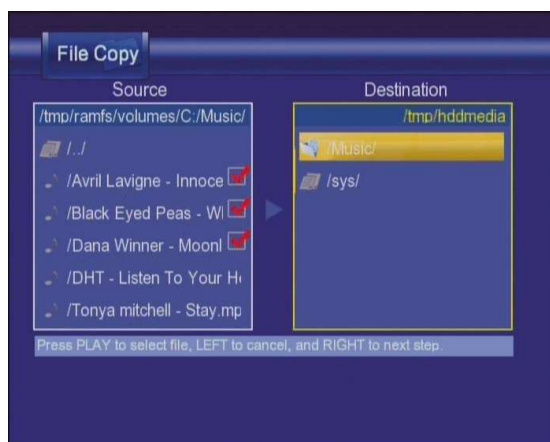 File Copy
Source
/tmp/ramfs/volumes/C:/Music/
/../
/Avril Lavigne - Innoce
/Black Eyed Peas - Wl
/Dana Winner - Moonl
/DHT - Listen To Your He
/Tonya mitchell - Stay.mp
Destination
/tmp/hddmedia
/Music/
/sys/
Press PLAY to select file, LEFT to cancel, and RIGHT to next step.